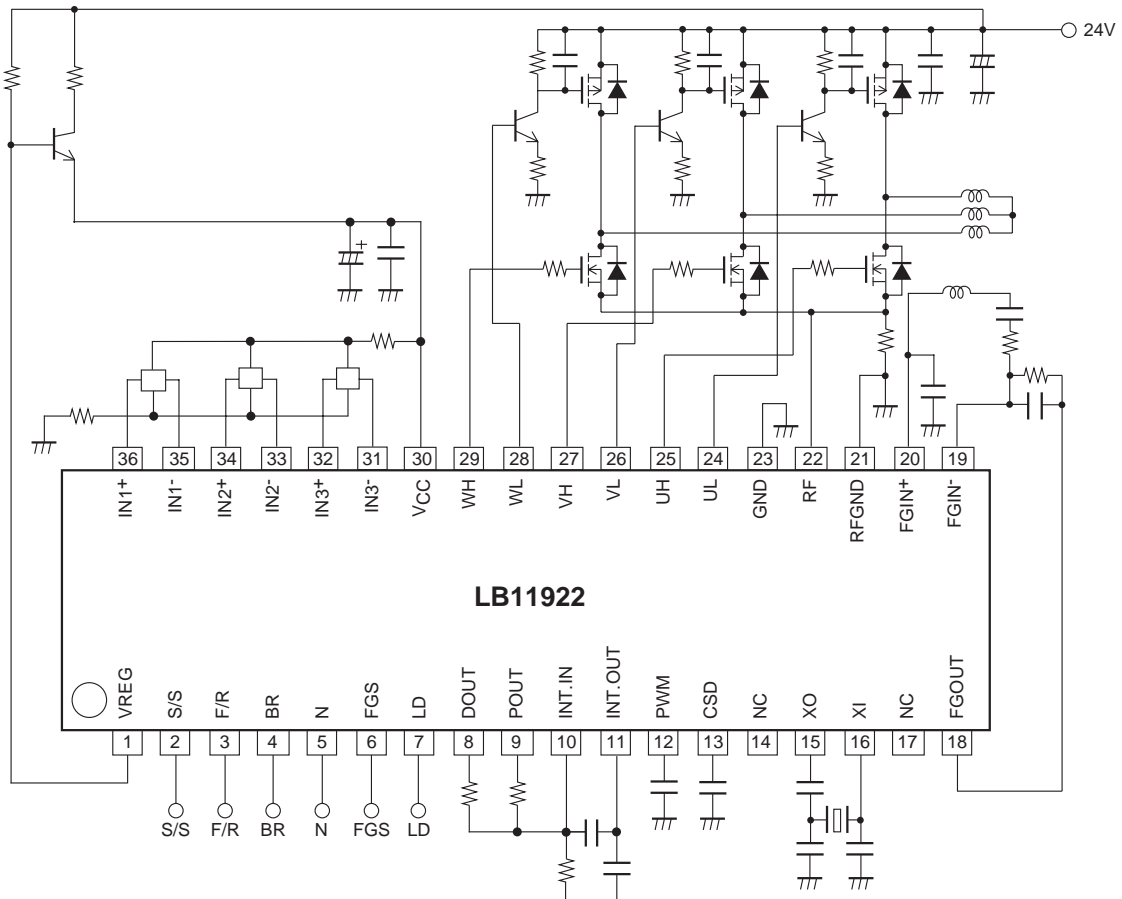 24V
+
36 35 34 33 32 31 30 29 28 27 26 25 24 23 22 21 20 19
IN1+ IN1- IN2+ IN2- IN3+ IN3- VCC WH WL VH VL UH UL GND RF RFGND FGIN+ FGIN-
LB11922
VREG S/S F/R BR N FGS LD DOUT POUT INT.IN INT.OUT PWM CSD NC XO XI NC FGOUT
1 2 3 4 5 6 7 8 9 10 11 12 13 14 15 16 17 18
S/S F/R BR N FGS LD